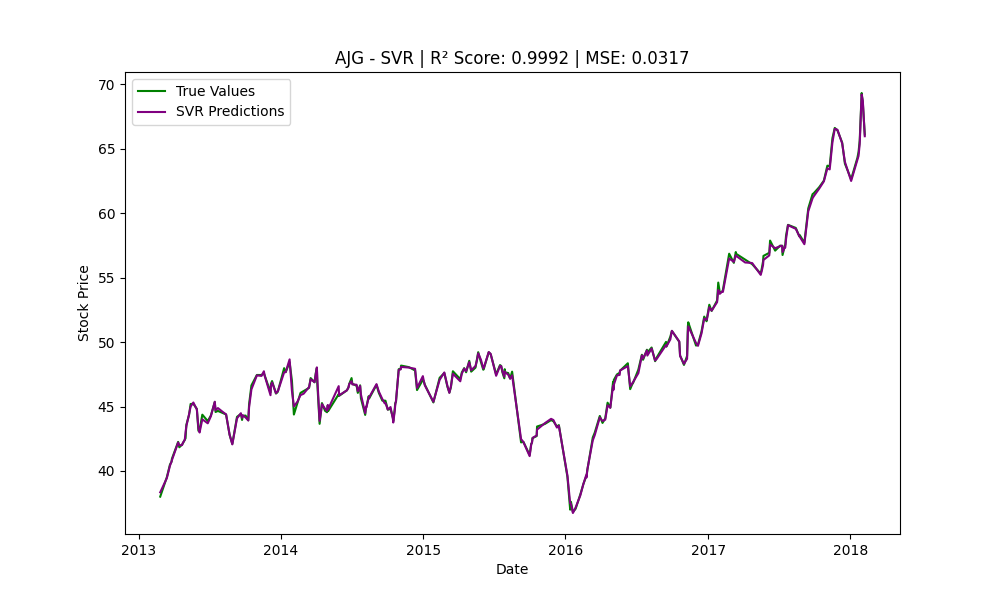 AJG - SVR | R² Score: 0.9992 | MSE: 0.0317
True Values
SVR Predictions
70
65
60
55
50
45
40
Stock Price
2013 2014 2015 2016 2017 2018
Date